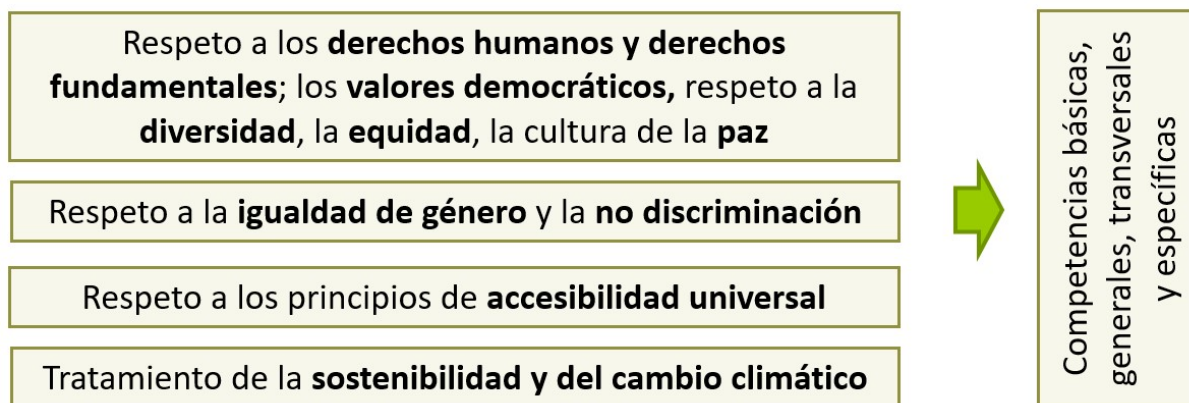 Respeto a los derechos humanos y derechos
fundamentales; los valores democráticos, respeto a la
diversidad, la equidad, la cultura de la paz
Respeto a la igualdad de género y la no discriminación
Respeto a los principios de accesibilidad universal
Tratamiento de la sostenibilidad y del cambio climático
Competencias básicas,
generales, transversales
y específicas